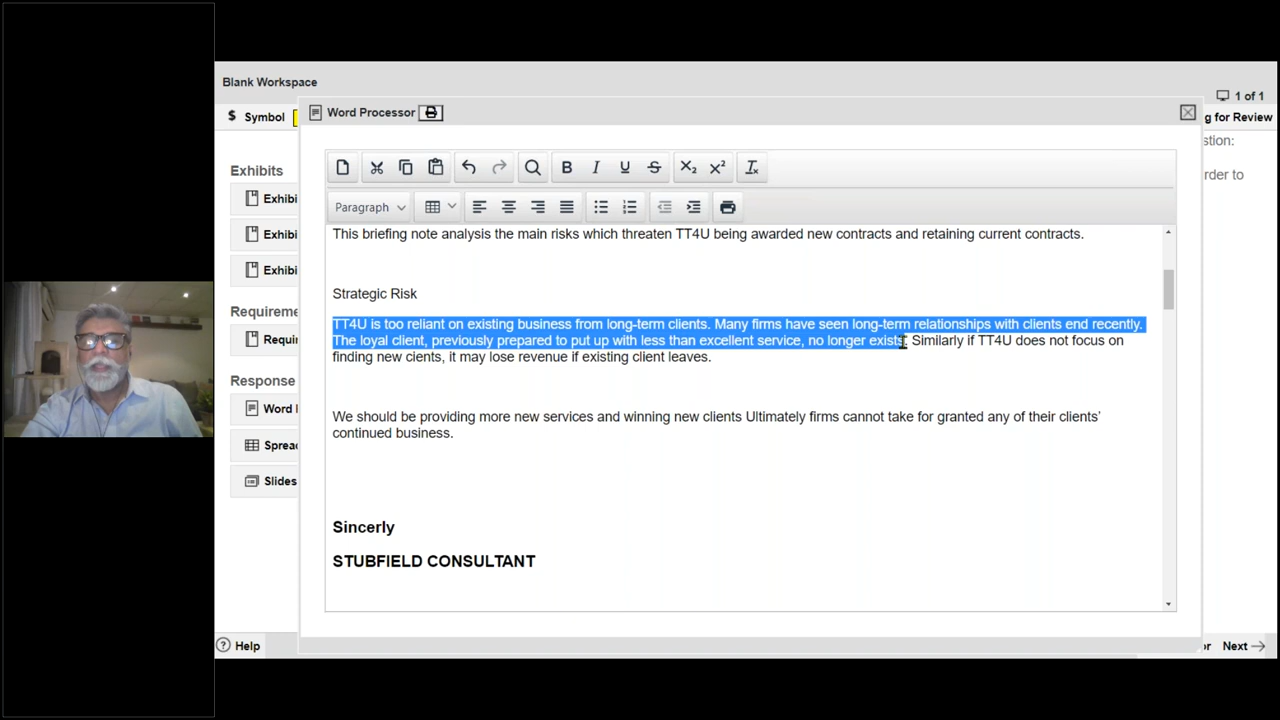 Blank Workspace
1 of 1
$ Symbol
Word Processor
g for Review
stion:
Exhibits
rder to
Exhibi
Paragraph
This briefing note analysis the main risks which threaten TT4U being awarded new contracts and retaining current contracts.
Exhibi
Exhibi
Strategic Risk
Requireme
TT4U is too reliant on existing business from long-term clients. Many firms have seen long-term relationships with clients end recently.
Requir
The loyal client, previously prepared to put up with less than excellent service, no longer exists. Similarly if TT4U does not focus on
finding new cients, it may lose revenue if existing client leaves.
Response
Word
We should be providing more new services and winning new clients Ultimately firms cannot take for granted any of their clients'
continued business.
Sprea
Slides
Sincerly
STUBFIELD CONSULTANT
Help
or Next